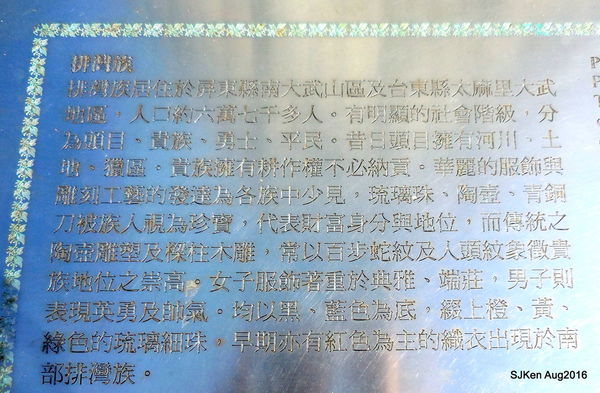 排灣族
排灣族居住於屏東縣南大武山區及台東縣太麻里大武
地區，人口約六萬七千多人。有明顯的社會階級，分
為頭目、貴族、勇士、平民。昔日頭目擁有河川、土
地、獵區，貴族擁有耕作權不必納貢。華麗的服飾與
雕刻工藝的發達為各族中少見，琉璃珠、陶壺、青銅
刀被族人視為珍寶，代表財富身分與地位，而傳統之
陶壺雕塑及樑柱木雕，常以百步蛇紋及人頭紋象徵貴
族地位之崇高。女子服飾著重於典雅、端莊，男子則
表現英勇及帥氣。均以黑、藍色為底，綴上橙、黃、
綠色的琉璃細珠，早期亦有紅色為主的織衣出現於南
部排灣族。
SJKen Aug2016